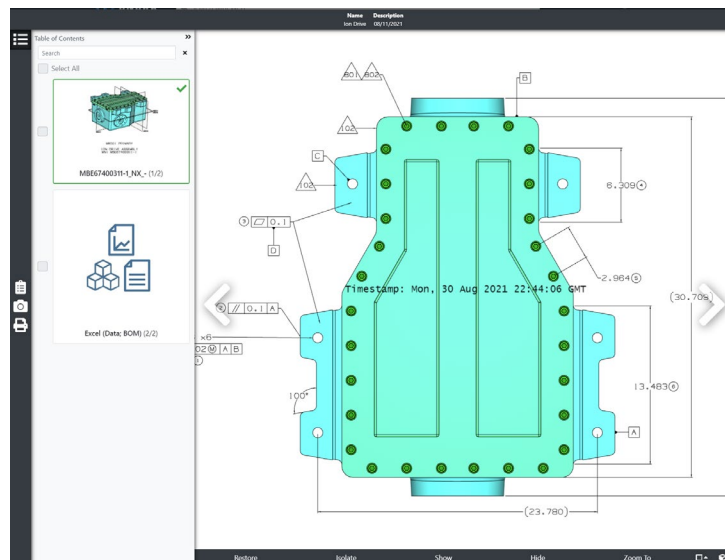 Name Description
Ion Drive 08/11/2021
Table of Contents »
Search ×
Select All
MBE67400311-1_NX_- (1/2)
Excel (Data; BOM) (2/2)
801 802
B
102
C
102
6.309 4
9 0.1
D
2.964
Timestamp: Mon, 30 Aug 2021 22:44:06 GMT
(30.709)
// 0.1 A
x6
02 Ⓜ A B
100°
13.483
A
(23.780)
Restore Isolate Show Hide Zoom To